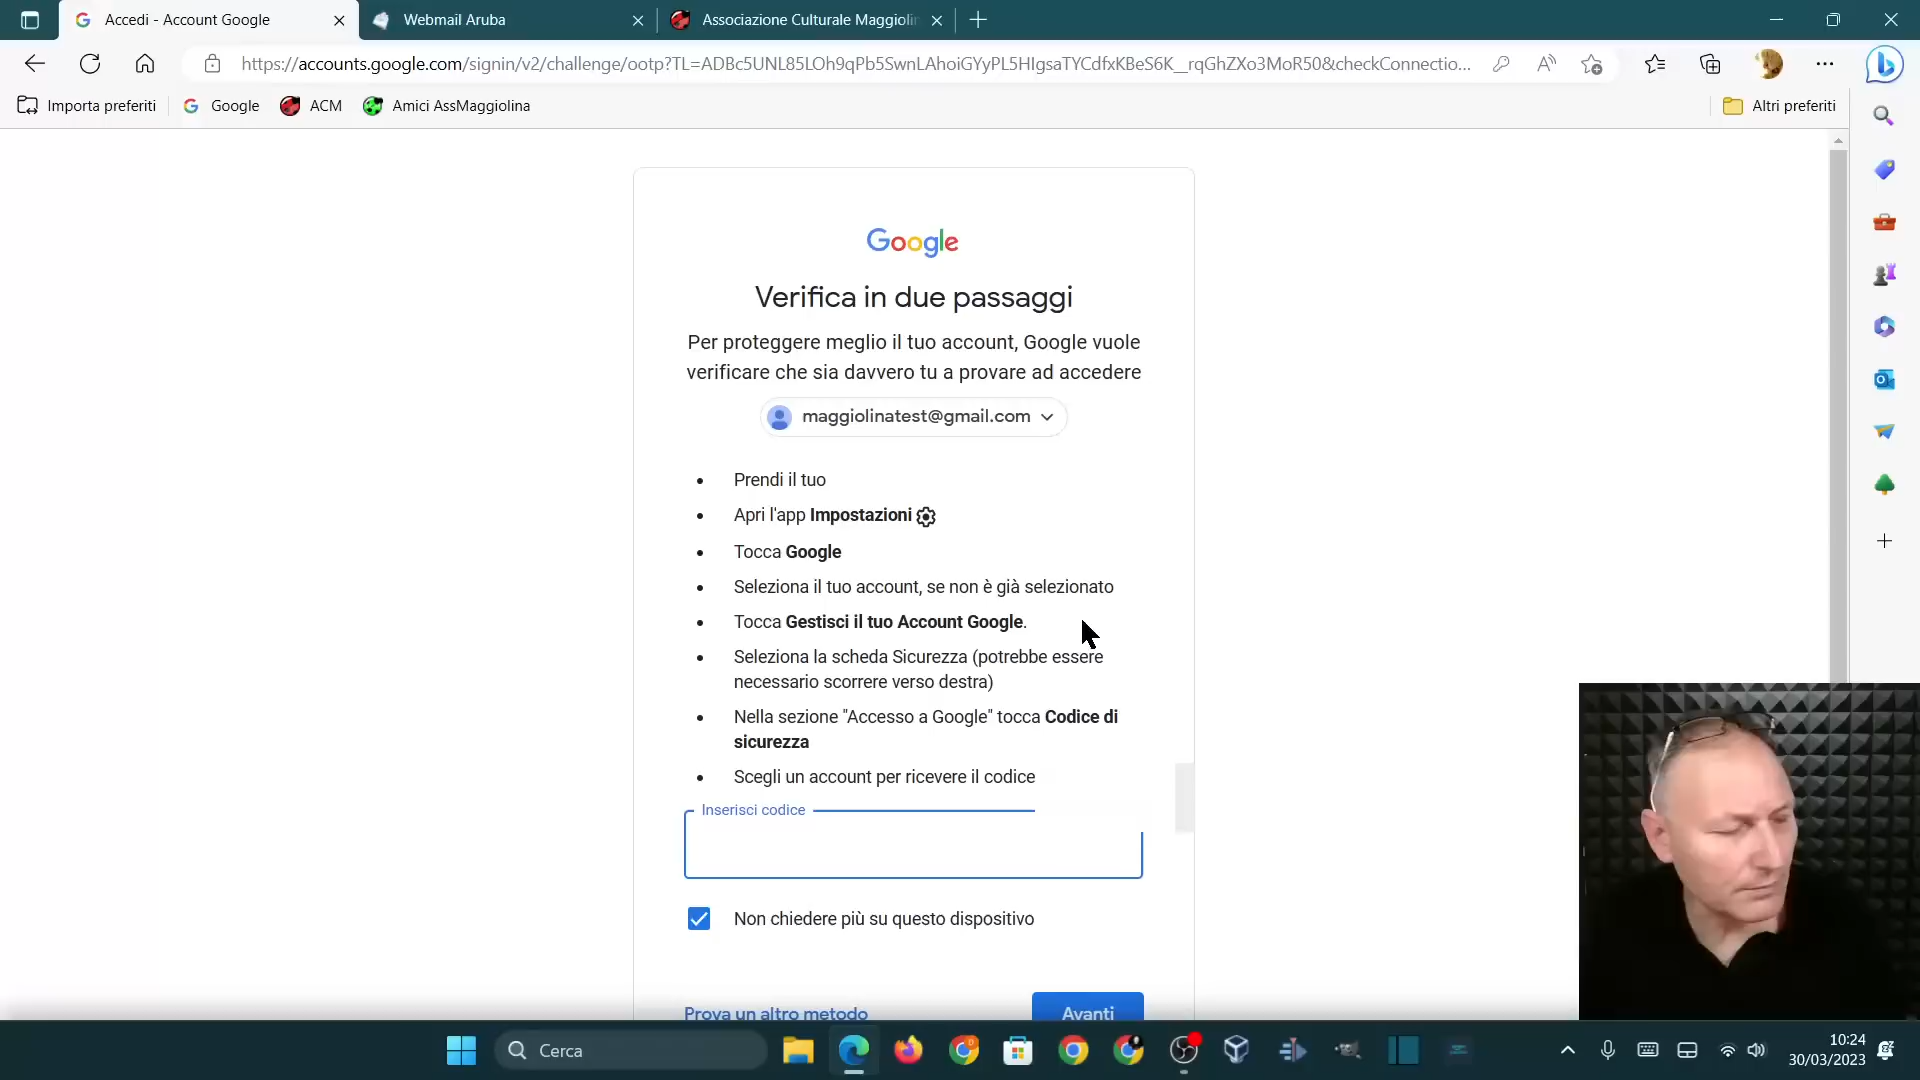 Accedi - Account Google
Webmail Aruba
Associazione Culturale Maggiolin
https://accounts.google.com/signin/v2/challenge/ootp?TL=ADBc5UNL85LOh9qPb5SwnLAhoiGYyPL5HIgsaTYCdfxKBeS6K__rqGhZXo3MoR50&checkConnectio...
Importa preferiti
Google
ACM
Amici AssMaggiolina
Altri preferiti
Google
Verifica in due passaggi
Per proteggere meglio il tuo account, Google vuole
verificare che sia davvero tu a provare ad accedere
maggiolinatest@gmail.com
• Prendi il tuo
• Apri l'app Impostazioni
• Tocca Google
• Seleziona il tuo account, se non è già selezionato
• Tocca Gestisci il tuo Account Google.
• Seleziona la scheda Sicurezza (potrebbe essere
necessario scorrere verso destra)
• Nella sezione "Accesso a Google" tocca Codice di
sicurezza
• Scegli un account per ricevere il codice
Inserisci codice
Non chiedere più su questo dispositivo
Prova un altro metodo
Avanti
Cerca
10:24
30/03/2023